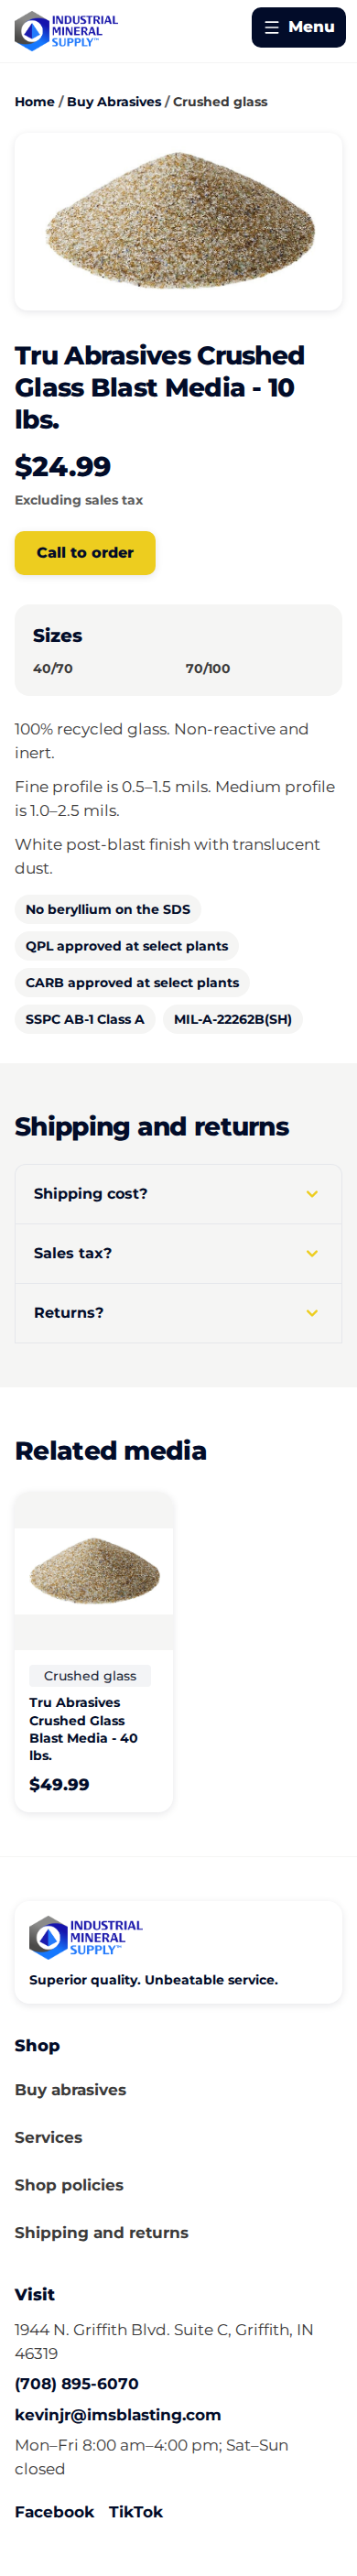 INDUSTRIAL
MINERAL
SUPPLY™
Menu
Home / Buy Abrasives / Crushed glass
Tru Abrasives Crushed
Glass Blast Media - 10
lbs.
$24.99
Excluding sales tax
Call to order
Sizes
40/70 70/100
100% recycled glass. Non-reactive and
inert.
Fine profile is 0.5–1.5 mils. Medium profile
is 1.0–2.5 mils.
White post-blast finish with translucent
dust.
No beryllium on the SDS
QPL approved at select plants
CARB approved at select plants
SSPC AB-1 Class A MIL-A-22262B(SH)
Shipping and returns
Shipping cost?
Sales tax?
Returns?
Related media
Crushed glass
Tru Abrasives
Crushed Glass
Blast Media - 40
lbs.
$49.99
INDUSTRIAL
MINERAL
SUPPLY™
Superior quality. Unbeatable service.
Shop
Buy abrasives
Services
Shop policies
Shipping and returns
Visit
1944 N. Griffith Blvd. Suite C, Griffith, IN
46319
(708) 895-6070
kevinjr@imsblasting.com
Mon–Fri 8:00 am–4:00 pm; Sat–Sun
closed
Facebook TikTok